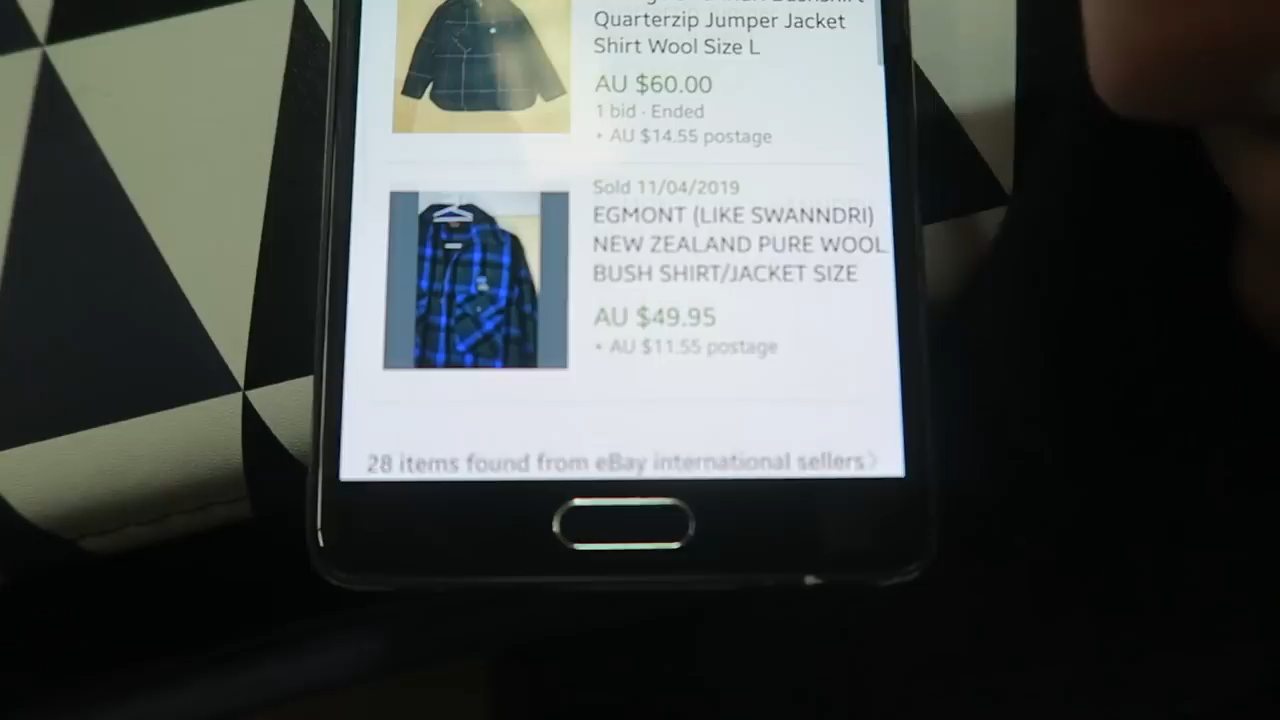 Quarterzip Jumper Jacket
Shirt Wool Size L
AU $60.00
1 bid · Ended
+ AU $14.55 postage
Sold 11/04/2019
EGMONT (LIKE SWANNDRI)
NEW ZEALAND PURE WOOL
BUSH SHIRT/JACKET SIZE
AU $49.95
+ AU $11.55 postage
28 items found from eBay international sellers